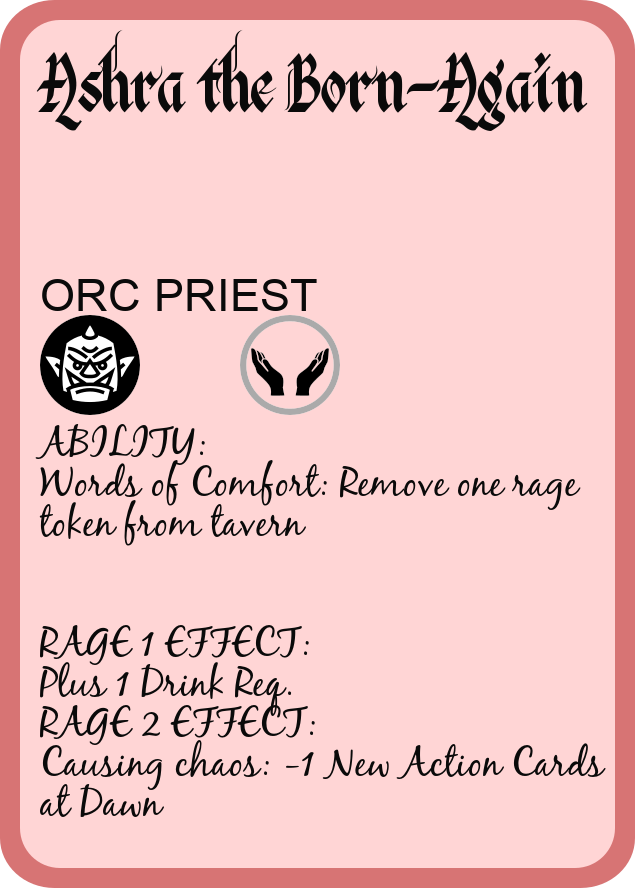 Ashra the Born-Again
ORC PRIEST
ABILITY:
Words of Comfort: Remove one rage
token from tavern
RAGE 1 EFFECT:
Plus 1 Drink Req.
RAGE 2 EFFECT:
Causing chaos: -1 New Action Cards
at Dawn